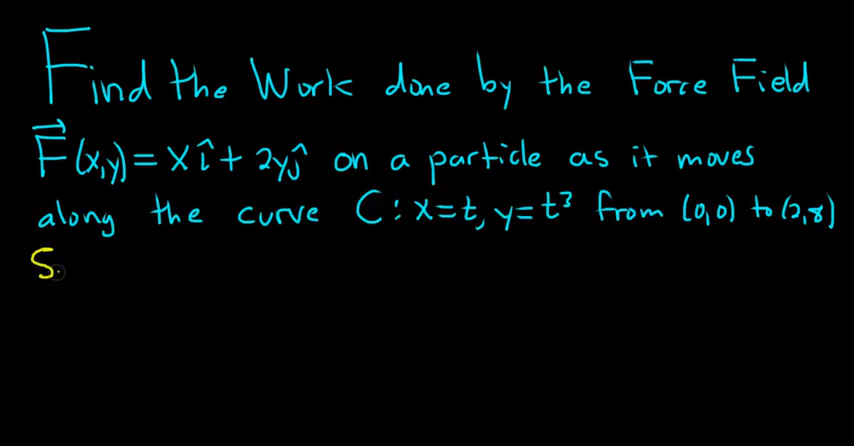 Find the Work done by the Force Field
F⃗(x,y) = x î + 2y ĵ on a particle as it moves
along the curve C: x=t, y=t³ from (0,0) to (2,8)
S